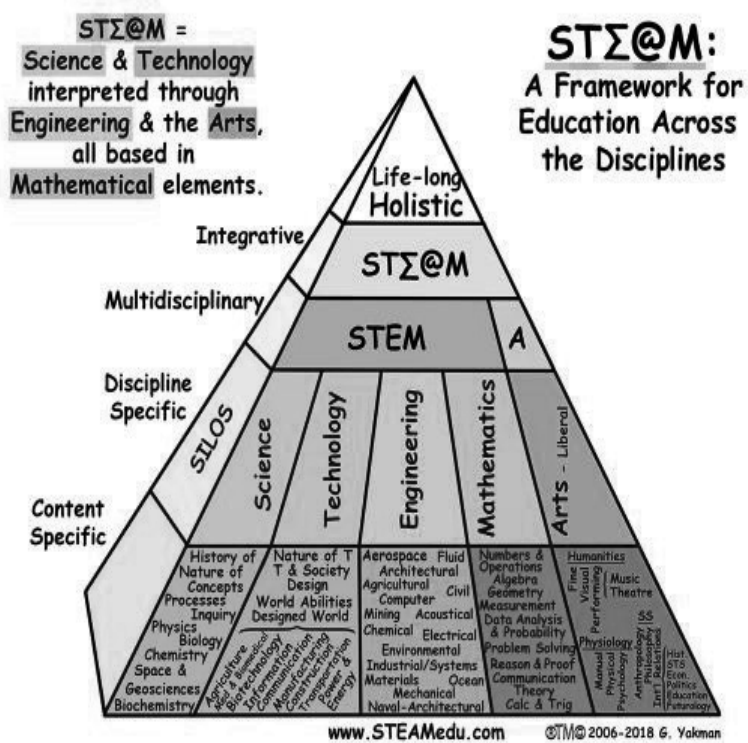 STΣ@M =
Science & Technology
interpreted through
Engineering & the Arts,
all based in
Mathematical elements.
STΣ@M:
A Framework for
Education Across
the Disciplines
Life-long
Holistic
Integrative
STΣ@M
Multidisciplinary
STEM
A
Discipline
Specific
SILOS
Science
Technology
Engineering
Mathematics
Arts - Liberal
Content
Specific
History of
Nature of
Concepts
Processes
Inquiry
Physics
Biology
Chemistry
Space &
Geosciences
Biochemistry
Nature of T
T & Society
Design
World Abilities
Designed World
Agriculture
Med. & Biomedical
Biotechnology
Information
Communication
Manufacturing
Construction
Transportation
Power &
Energy
Aerospace Fluid
Architectural
Agricultural Civil
Computer
Mining Acoustical
Chemical Electrical
Environmental
Industrial/Systems
Materials Ocean
Mechanical
Naval-Architectural
Numbers &
Operations
Algebra
Geometry
Measurement
Data Analysis
& Probability
Problem Solving
Reason & Proof
Communication
Theory
Calc & Trig
Humanities
Fine
Visual
Performing
Music
Theatre
Physiology
Manual
Physical
Psychology
SS
Anthropology
Philosophy
Int'l Relations
Hist.
STS
Econ.
Politics
Education
Futurology
www.STEAMedu.com
®TM© 2006-2018 G. Yakman